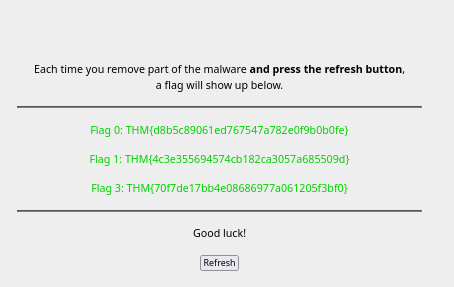 Each time you remove part of the malware and press the refresh button,
a flag will show up below.
Flag 0: THM{d8b5c89061ed767547a782e0f9b0b0fe}
Flag 1: THM{4c3e355694574cb182ca3057a685509d}
Flag 3: THM{70f7de17bb4e08686977a061205f3bf0}
Good luck!
Refresh